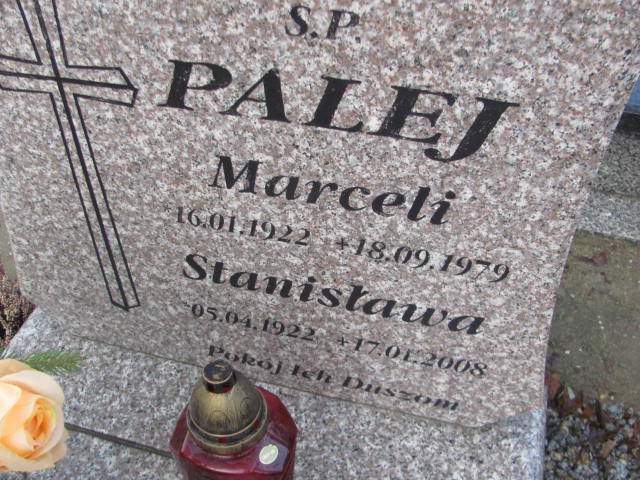 Ś.P.
PALEJ
Marceli
*16.01.1922 +18.09.1979
Stanisława
*05.04.1922 +17.01.2008
Pokój Ich Duszom